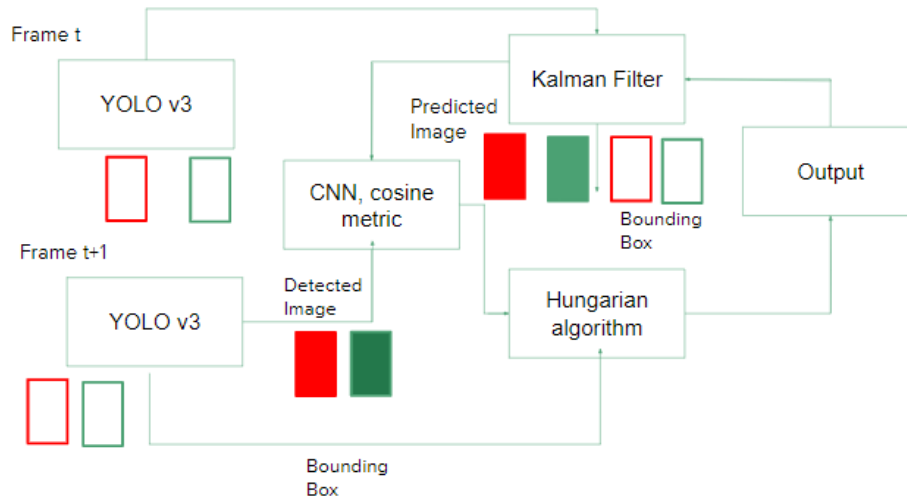 Frame t
YOLO v3
Kalman Filter
Predicted
Image
CNN, cosine
metric
Output
Bounding
Box
Frame t+1
YOLO v3
Detected
Image
Hungarian
algorithm
Bounding
Box